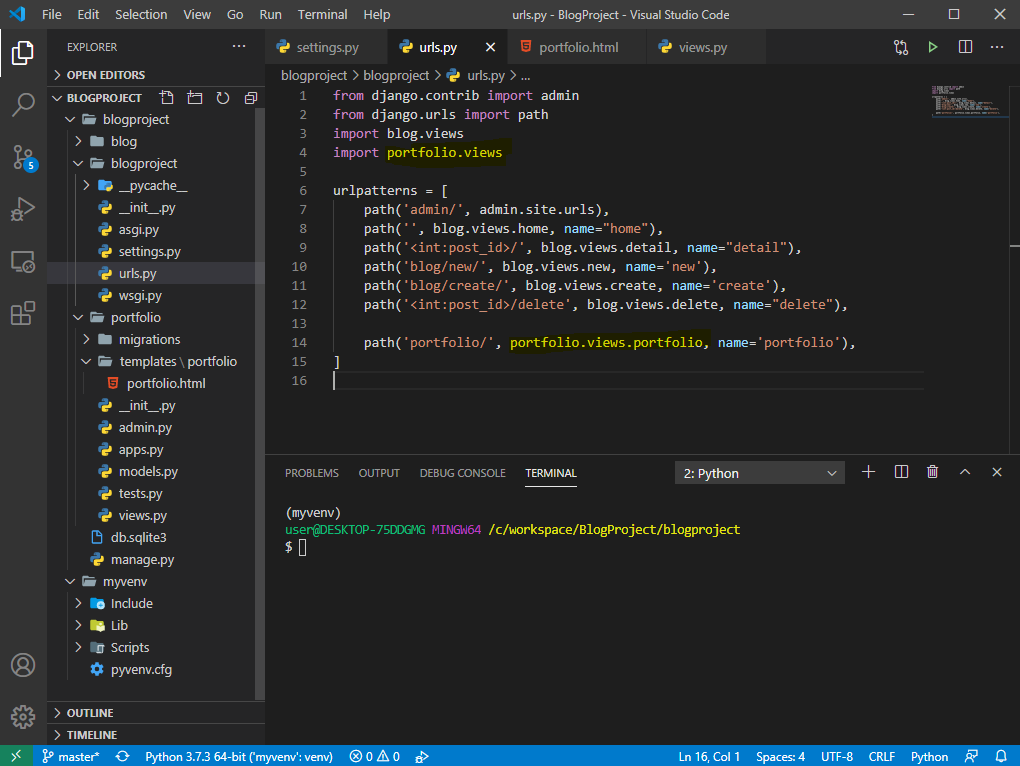 File Edit Selection View Go Run Terminal Help urls.py - BlogProject - Visual Studio Code
EXPLORER
OPEN EDITORS
BLOGPROJECT
blogproject
blog
blogproject
__pycache__
__init__.py
asgi.py
settings.py
urls.py
wsgi.py
portfolio
migrations
templates \ portfolio
portfolio.html
__init__.py
admin.py
apps.py
models.py
tests.py
views.py
db.sqlite3
manage.py
myvenv
Include
Lib
Scripts
pyvenv.cfg
OUTLINE
TIMELINE
5
settings.py urls.py portfolio.html views.py
blogproject > blogproject > urls.py > ...
1 from django.contrib import admin
2 from django.urls import path
3 import blog.views
4 import portfolio.views
5
6 urlpatterns = [
7 path('admin/', admin.site.urls),
8 path('', blog.views.home, name="home"),
9 path('<int:post_id>/', blog.views.detail, name="detail"),
10 path('blog/new/', blog.views.new, name='new'),
11 path('blog/create/', blog.views.create, name='create'),
12 path('<int:post_id>/delete', blog.views.delete, name="delete"),
13
14 path('portfolio/', portfolio.views.portfolio, name='portfolio'),
15 ]
16
PROBLEMS OUTPUT DEBUG CONSOLE TERMINAL 2: Python
(myvenv)
user@DESKTOP-75DDGMG MINGW64 /c/workspace/BlogProject/blogproject
$
master* Python 3.7.3 64-bit ('myvenv': venv) 0 0 Ln 16, Col 1 Spaces: 4 UTF-8 CRLF Python